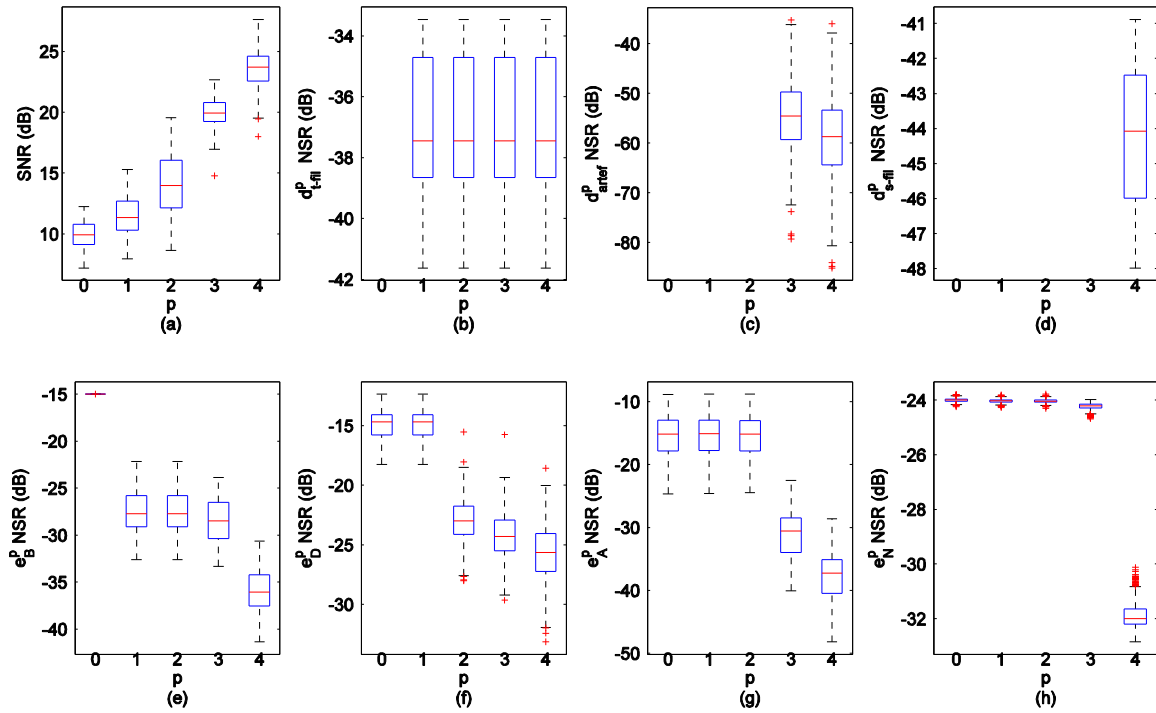 SNR (dB)
25
20
15
10
0 1 2 3 4
p
(a)
d^p_t-fil NSR (dB)
-34
-36
-38
-40
-42
0 1 2 3 4
p
(b)
d^p_artef NSR (dB)
-40
-50
-60
-70
-80
0 1 2 3 4
p
(c)
d^p_s-fil NSR (dB)
-41
-42
-43
-44
-45
-46
-47
-48
0 1 2 3 4
p
(d)
e^p_B NSR (dB)
-15
-20
-25
-30
-35
-40
0 1 2 3 4
p
(e)
e^p_D NSR (dB)
-15
-20
-25
-30
0 1 2 3 4
p
(f)
e^p_A NSR (dB)
-10
-20
-30
-40
-50
0 1 2 3 4
p
(g)
e^p_N NSR (dB)
-24
-26
-28
-30
-32
0 1 2 3 4
p
(h)